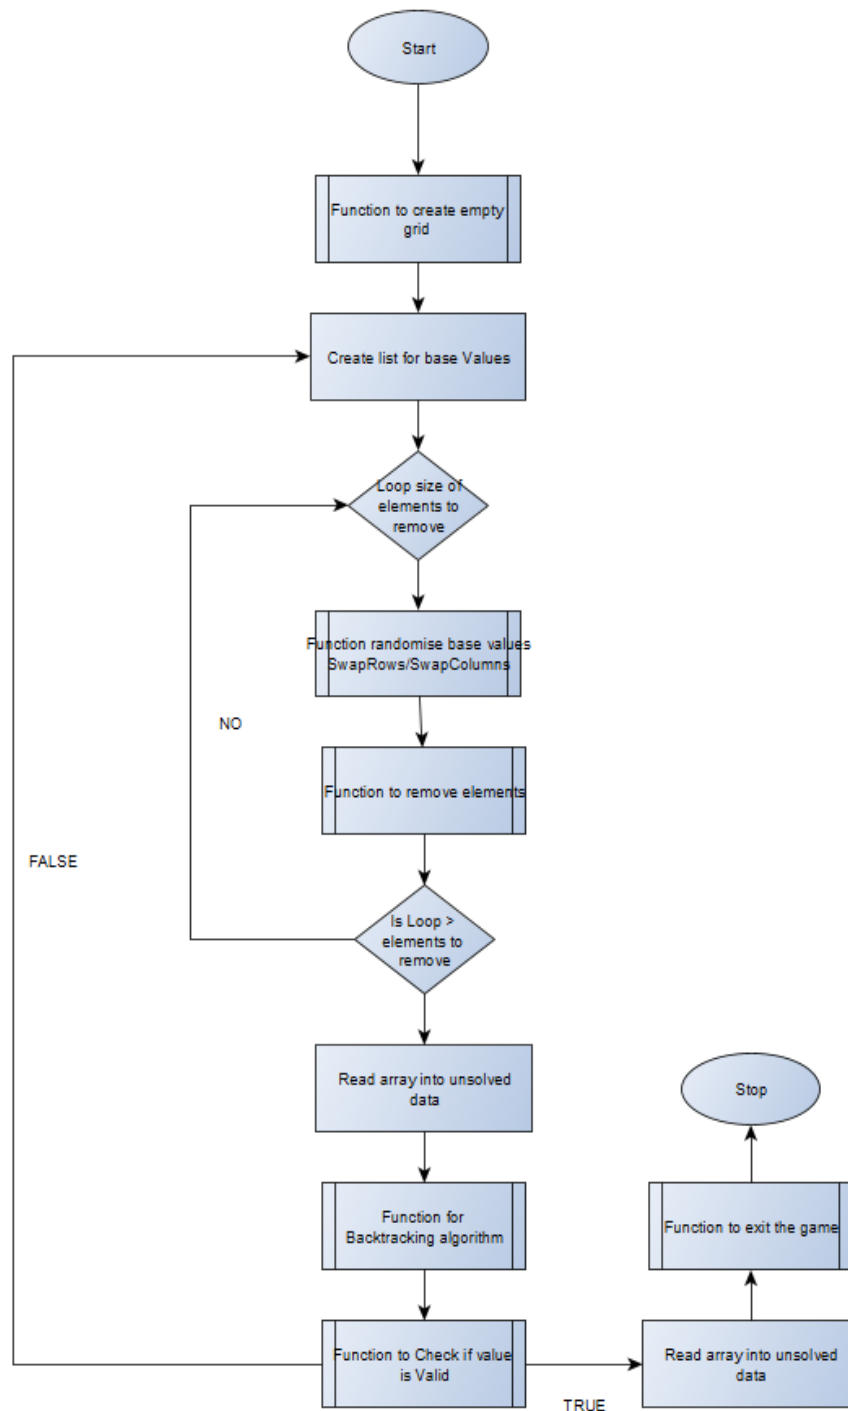 Start
Function to create empty
grid
Create list for base Values
Loop size of
elements to
remove
Function randomise base values
SwapRows/SwapColumns
NO
Function to remove elements
FALSE
Is Loop >
elements to
remove
Read array into unsolved
data
Stop
Function for
Backtracking algorithm
Function to exit the game
Function to Check if value
is Valid
TRUE
Read array into unsolved
data